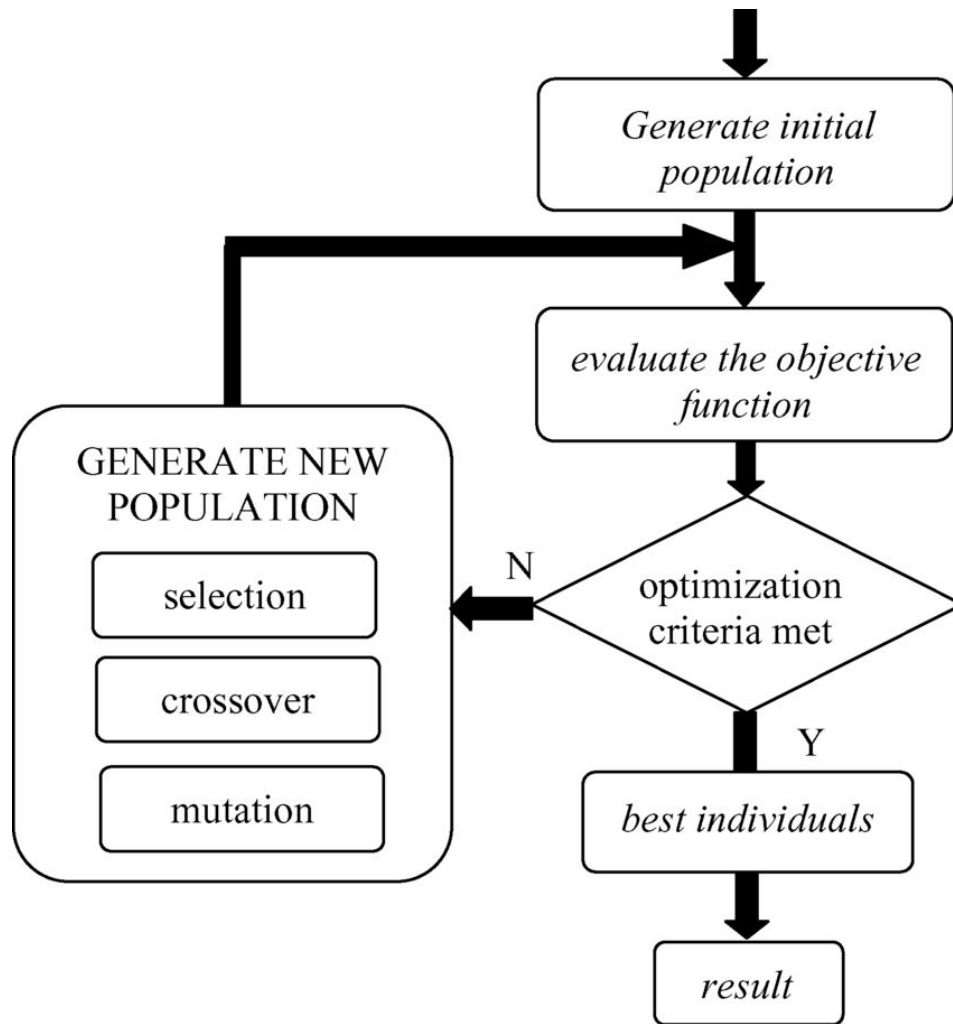 Generate initial
population
evaluate the objective
function
GENERATE NEW
POPULATION
selection
crossover
mutation
N
optimization
criteria met
Y
best individuals
result